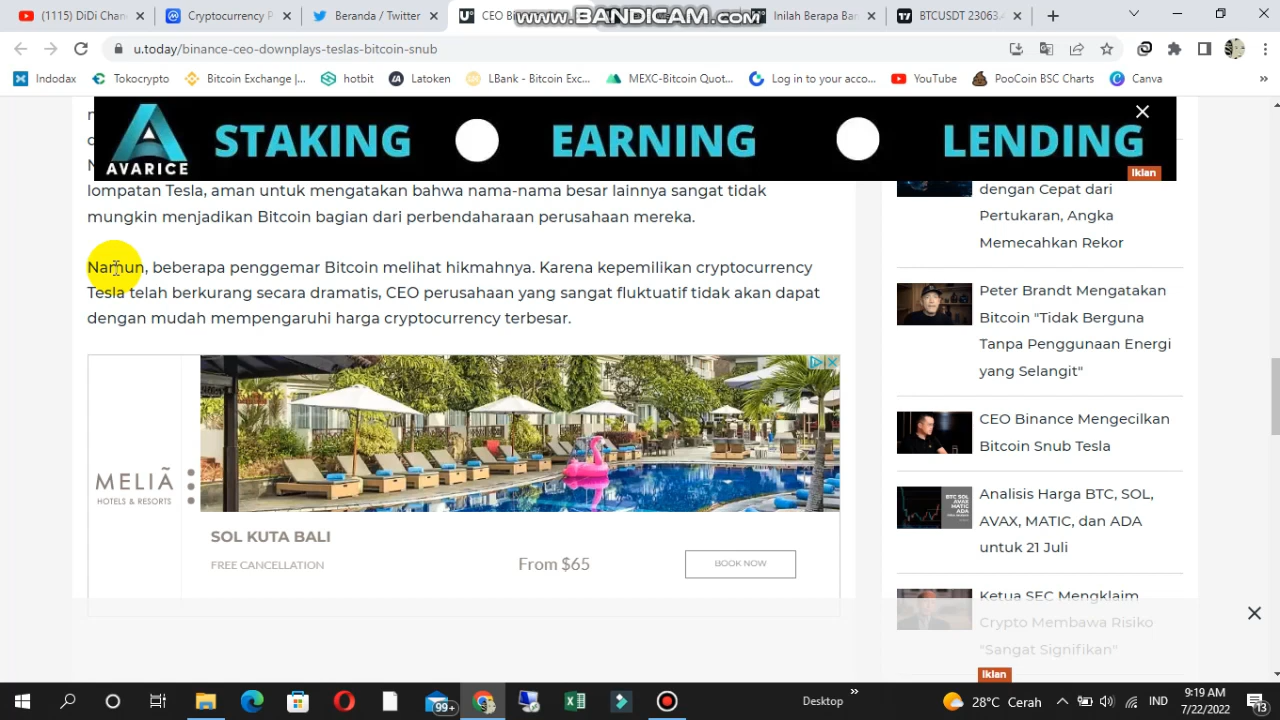 (1115) DiDi Chan
Cryptocurrency P
Beranda / Twitter
CEO Bi
www.BANDICAM.com
Inilah Berapa Ban
BTCUSDT 23063.
u.today/binance-ceo-downplays-teslas-bitcoin-snub
Indodax
Tokocrypto
Bitcoin Exchange |...
hotbit
Latoken
LBank - Bitcoin Exc...
MEXC-Bitcoin Quot...
Log in to your acco...
YouTube
PooCoin BSC Charts
Canva
»
AVARICE
STAKING
EARNING
LENDING
Iklan
lompatan Tesla, aman untuk mengatakan bahwa nama-nama besar lainnya sangat tidak
mungkin menjadikan Bitcoin bagian dari perbendaharaan perusahaan mereka.
Namun, beberapa penggemar Bitcoin melihat hikmahnya. Karena kepemilikan cryptocurrency
Tesla telah berkurang secara dramatis, CEO perusahaan yang sangat fluktuatif tidak akan dapat
dengan mudah mempengaruhi harga cryptocurrency terbesar.
MELIÃ
HOTELS & RESORTS
SOL KUTA BALI
FREE CANCELLATION
From $65
BOOK NOW
dengan Cepat dari
Pertukaran, Angka
Memecahkan Rekor
Peter Brandt Mengatakan
Bitcoin "Tidak Berguna
Tanpa Penggunaan Energi
yang Selangit"
CEO Binance Mengecilkan
Bitcoin Snub Tesla
BTC SOL
AVAX
MATIC
ADA
Analisis Harga BTC, SOL,
AVAX, MATIC, dan ADA
untuk 21 Juli
Ketua SEC Mengklaim
Crypto Membawa Risiko
"Sangat Signifikan"
Iklan
99+
Desktop
»
28°C Cerah
IND
9:19 AM
7/22/2022
13